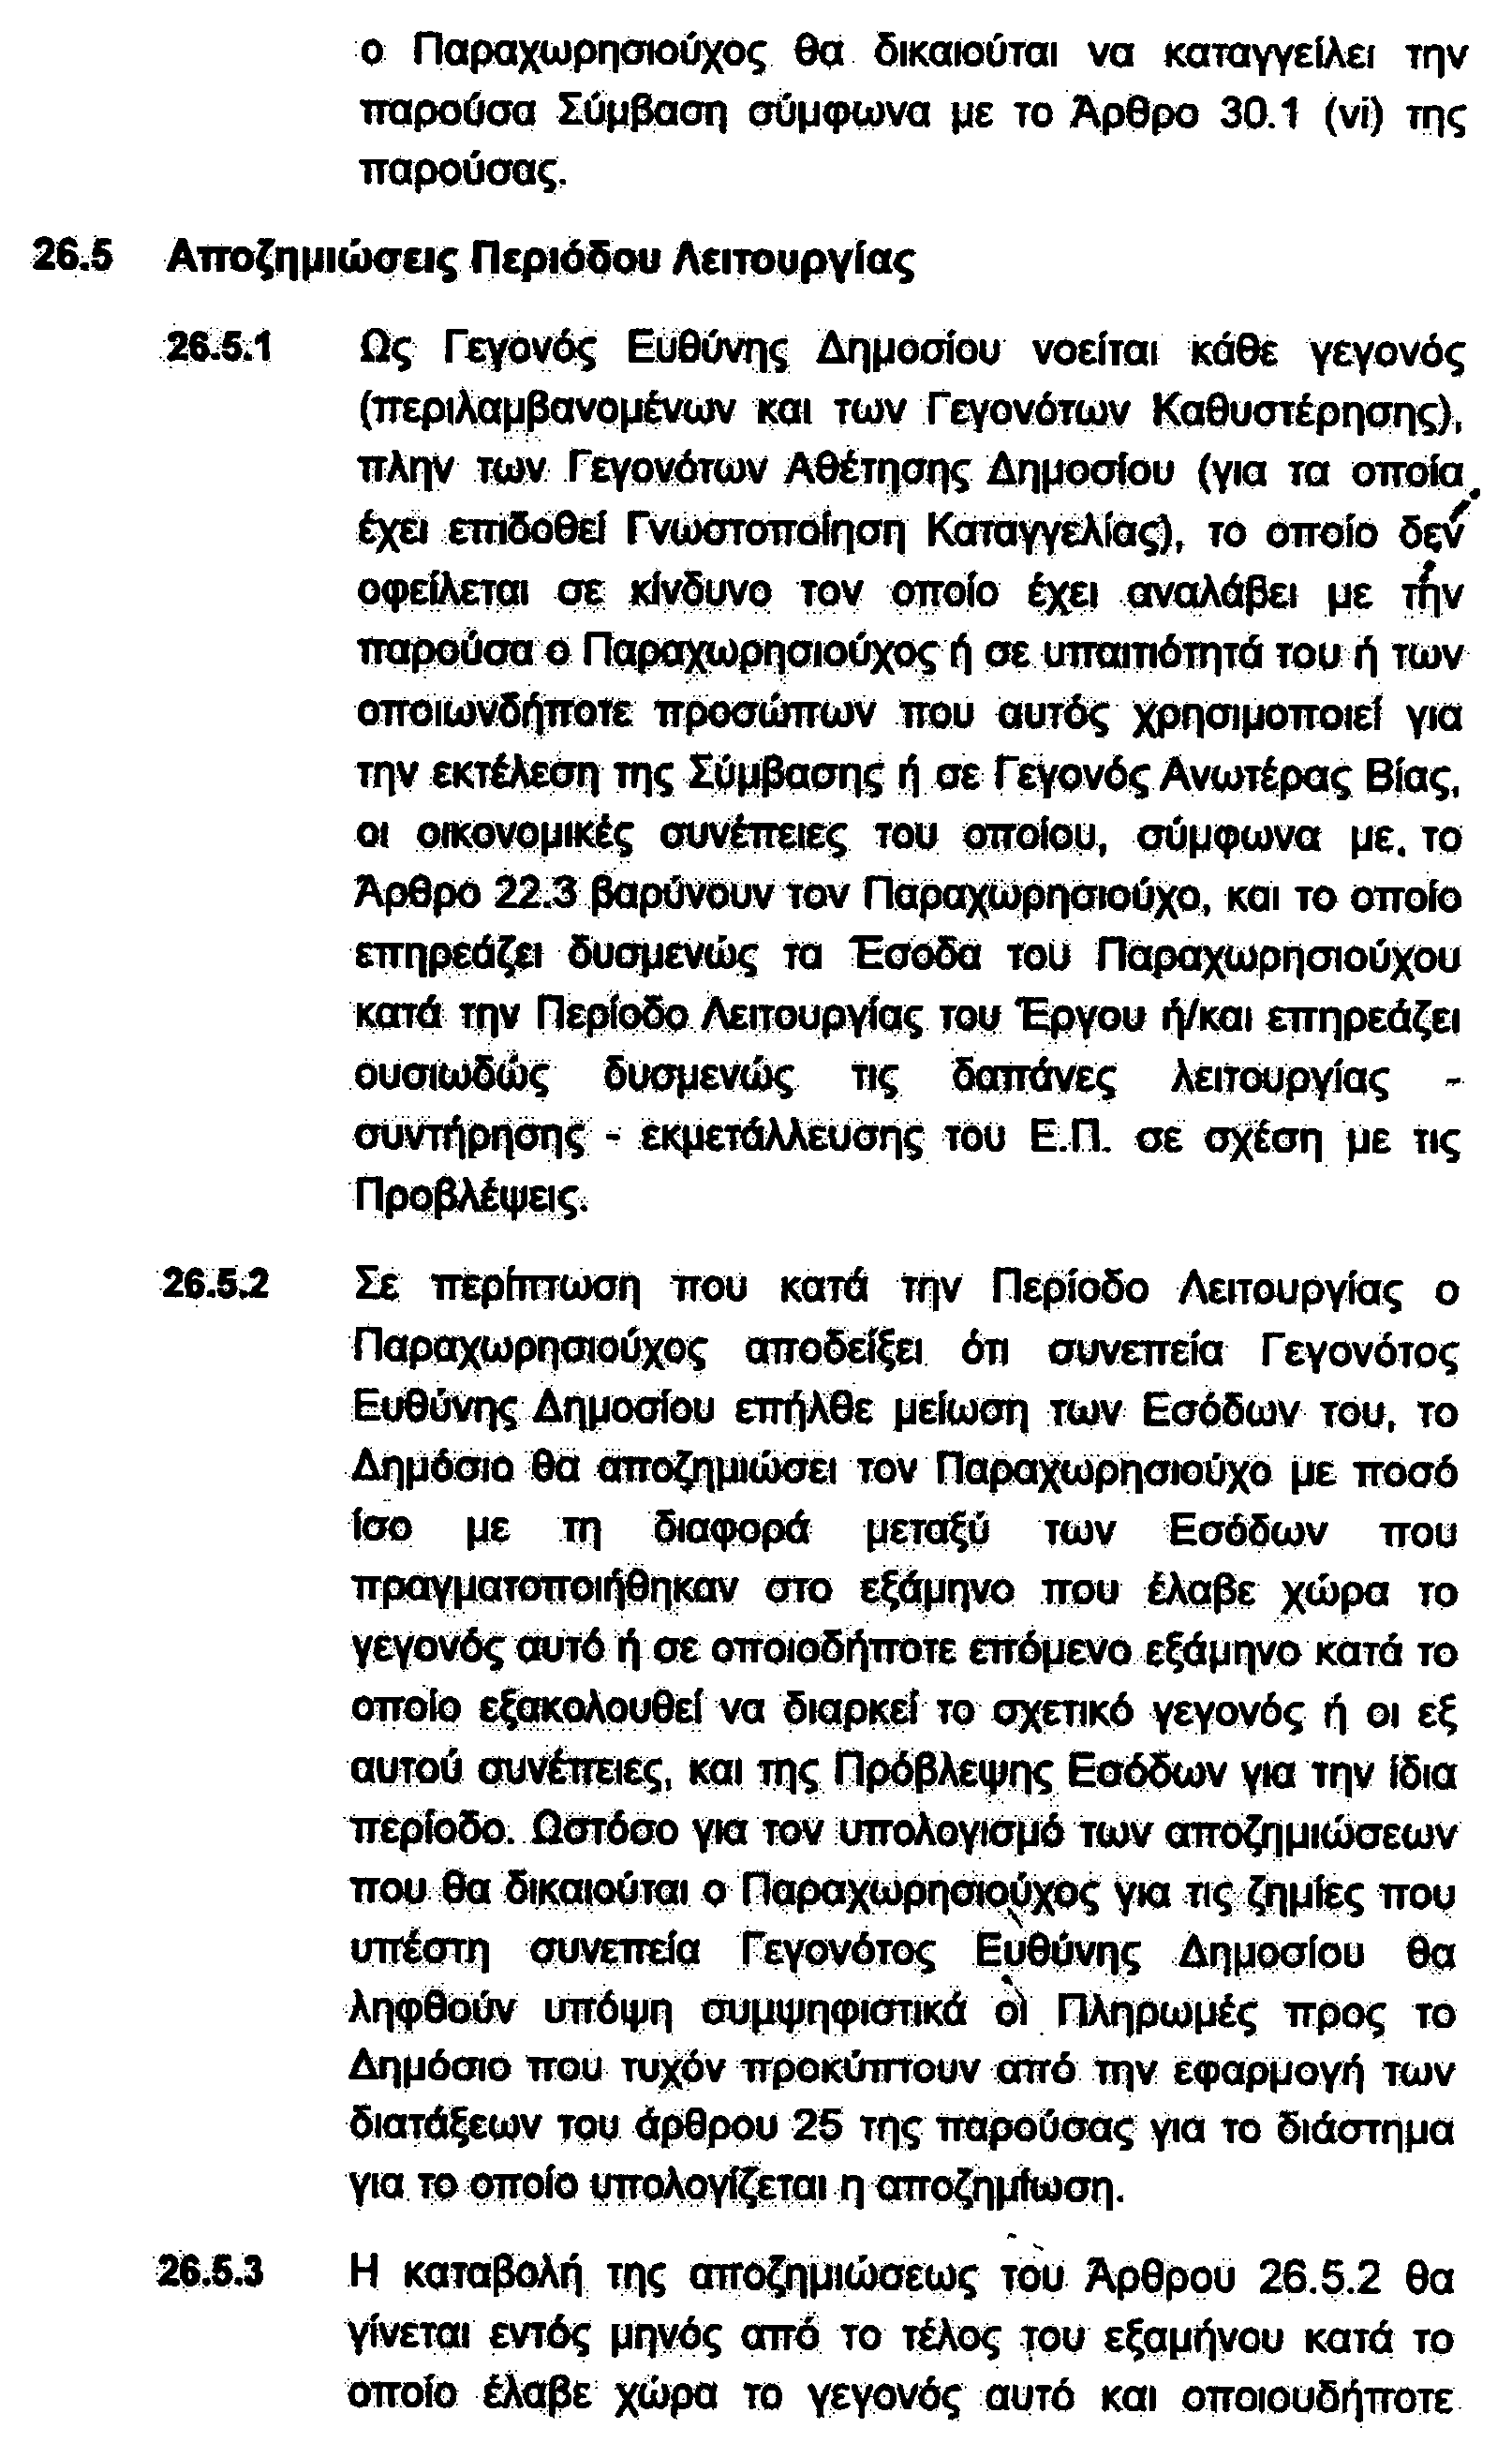 ο Παραχωρησιούχος θα δικαιούται να καταγγείλει την
παρούσα Σύμβαση σύμφωνα με το Άρθρο 30.1 (vi) της
παρούσας.
26.5 Αποζημιώσεις Περιόδου Λειτουργίας
26.5.1 Ως Γεγονός Ευθύνης Δημοσίου νοείται κάθε γεγονός
(περιλαμβανομένων και των Γεγονότων Καθυστέρησης),
πλην των Γεγονότων Αθέτησης Δημοσίου (για τα οποία
έχει επιδοθεί Γνωστοποίηση Καταγγελίας), το οποίο δεν
οφείλεται σε κίνδυνο τον οποίο έχει αναλάβει με την
παρούσα ο Παραχωρησιούχος ή σε υπαιτιότητά του ή των
οποιωνδήποτε προσώπων που αυτός χρησιμοποιεί για
την εκτέλεση της Σύμβασης ή σε Γεγονός Ανωτέρας Βίας,
οι οικονομικές συνέπειες του οποίου, σύμφωνα με το
Άρθρο 22.3 βαρύνουν τον Παραχωρησιούχο, και το οποίο
επηρεάζει δυσμενώς τα Έσοδα του Παραχωρησιούχου
κατά την Περίοδο Λειτουργίας του Έργου ή/και επηρεάζει
ουσιωδώς δυσμενώς τις δαπάνες λειτουργίας -
συντήρησης - εκμετάλλευσης του Ε.Π. σε σχέση με τις
Προβλέψεις.
26.5.2 Σε περίπτωση που κατά την Περίοδο Λειτουργίας ο
Παραχωρησιούχος αποδείξει ότι συνεπεία Γεγονότος
Ευθύνης Δημοσίου επήλθε μείωση των Εσόδων του, το
Δημόσιο θα αποζημιώσει τον Παραχωρησιούχο με ποσό
ίσο με τη διαφορά μεταξύ των Εσόδων που
πραγματοποιήθηκαν στο εξάμηνο που έλαβε χώρα το
γεγονός αυτό ή σε οποιοδήποτε επόμενο εξάμηνο κατά το
οποίο εξακολουθεί να διαρκεί το σχετικό γεγονός ή οι εξ
αυτού συνέπειες, και της Πρόβλεψης Εσόδων για την ίδια
περίοδο. Ωστόσο για τον υπολογισμό των αποζημιώσεων
που θα δικαιούται ο Παραχωρησιούχος για τις ζημίες που
υπέστη συνεπεία Γεγονότος Ευθύνης Δημοσίου θα
ληφθούν υπόψη συμψηφιστικά οι Πληρωμές προς το
Δημόσιο που τυχόν προκύπτουν από την εφαρμογή των
διατάξεων του άρθρου 25 της παρούσας για το διάστημα
για το οποίο υπολογίζεται η αποζημίωση.
26.5.3 Η καταβολή της αποζημιώσεως του Άρθρου 26.5.2 θα
γίνεται εντός μηνός από το τέλος του εξαμήνου κατά το
οποίο έλαβε χώρα το γεγονός αυτό και οποιουδήποτε